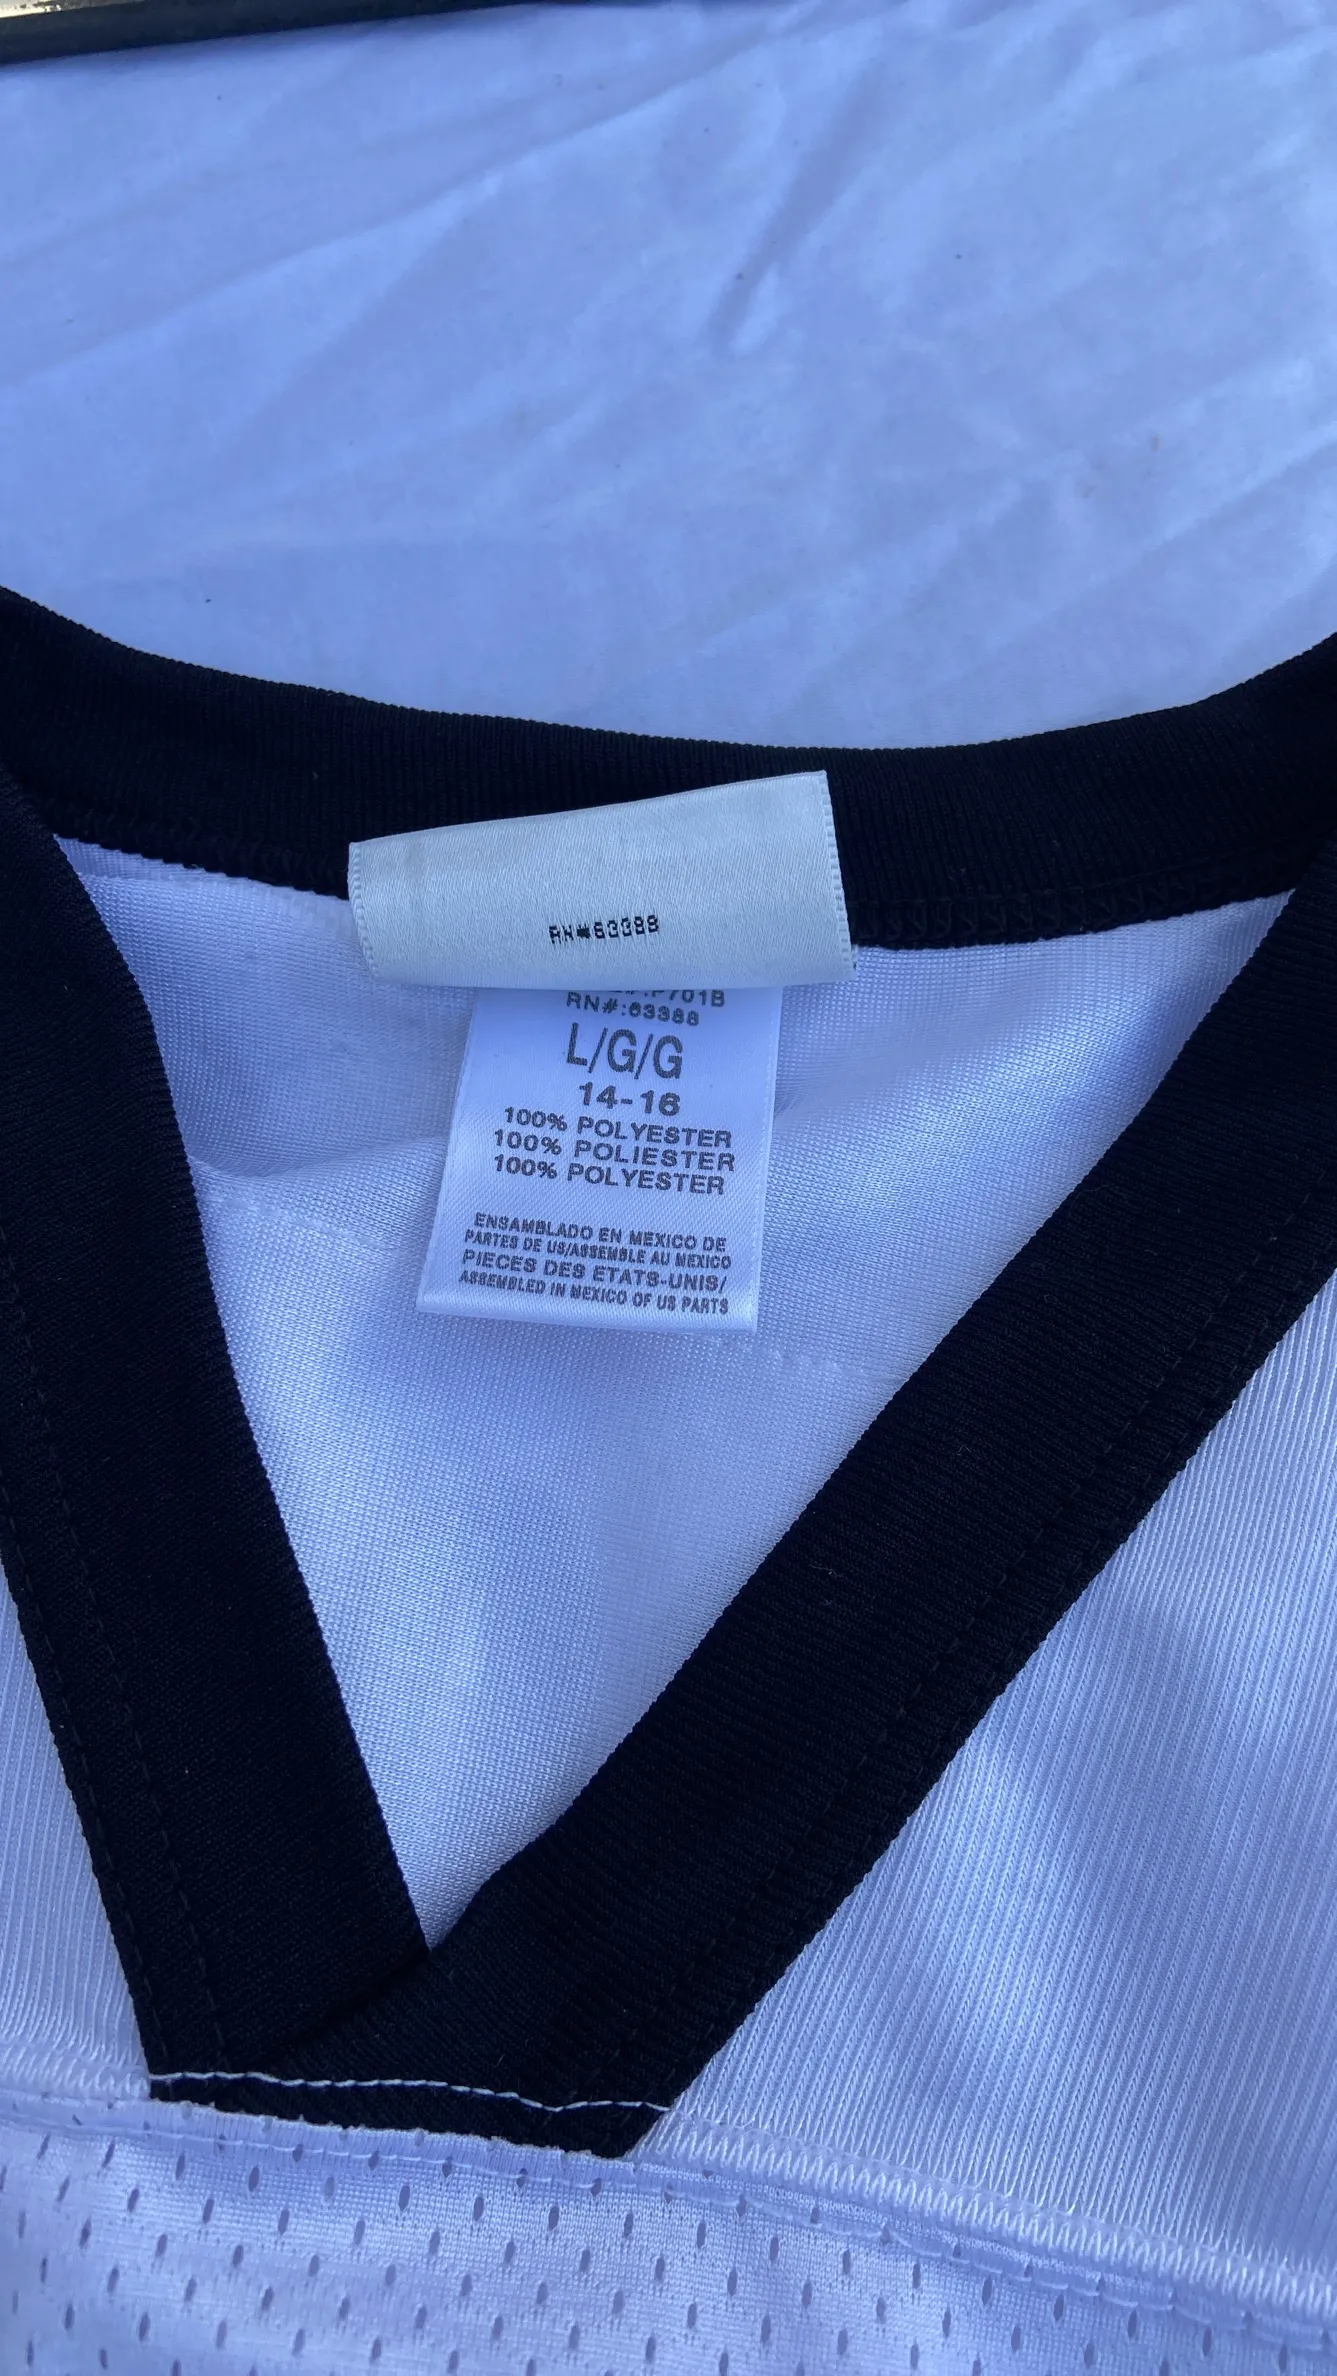 RN#63388
#:P701B
RN#:63388
L/G/G
14-16
100% POLYESTER
100% POLIESTER
100% POLYESTER
ENSAMBLADO EN MEXICO DE
PARTES DE US/ASSEMBLE AU MEXICO
PIECES DES ETATS-UNIS/
ASSEMBLED IN MEXICO OF US PARTS